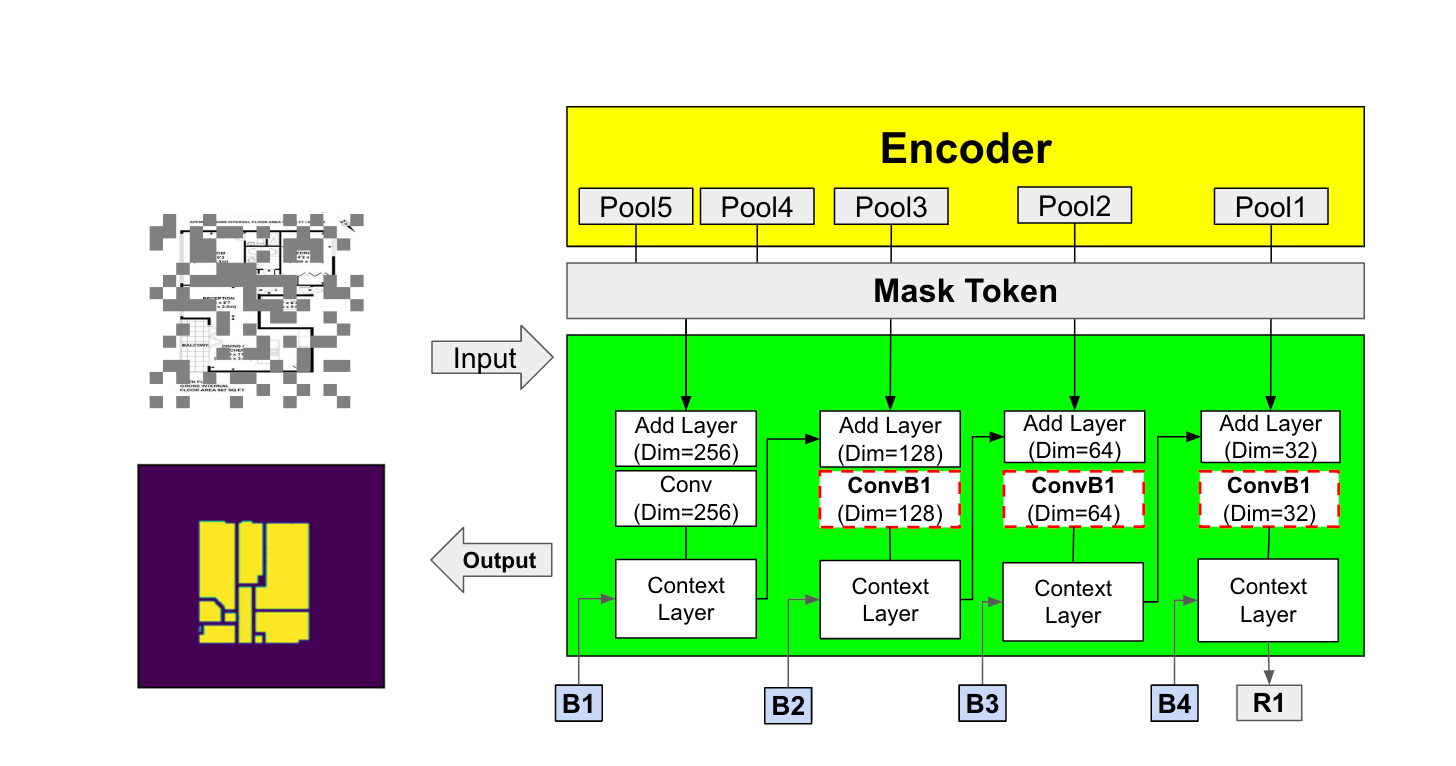 Encoder
Pool5 Pool4 Pool3 Pool2 Pool1
Mask Token
RECEPTION
BALCONY
GROSS INTERNAL
FLOOR AREA 667 SQ FT
Input
Add Layer
(Dim=256)
Add Layer
(Dim=128)
Add Layer
(Dim=64)
Add Layer
(Dim=32)
Conv
(Dim=256)
ConvB1
(Dim=128)
ConvB1
(Dim=64)
ConvB1
(Dim=32)
Output
Context
Layer
Context
Layer
Context
Layer
Context
Layer
B1 B2 B3 B4 R1